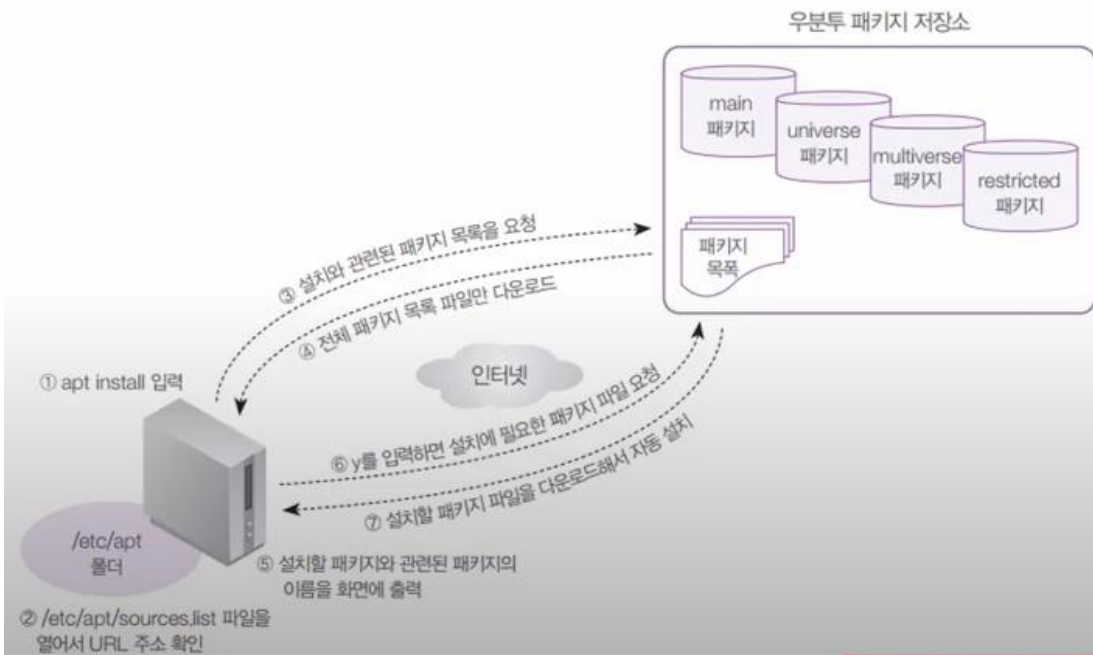 우분투 패키지 저장소
main
패키지
universe
패키지
multiverse
패키지
restricted
패키지
패키지
목폭
③ 설치와 관련된 패키지 목록을 요청
④ 전체 패키지 목록 파일만 다운로드
인터넷
① apt install 입력
⑥ y를 입력하면 설치에 필요한 패키지 파일 요청
⑦ 설치할 패키지 파일을 다운로드해서 자동 설치
/etc/apt
폴더
⑤ 설치할 패키지와 관련된 패키지의
이름을 화면에 출력
② /etc/apt/sources.list 파일을
열어서 URL 주소 확인